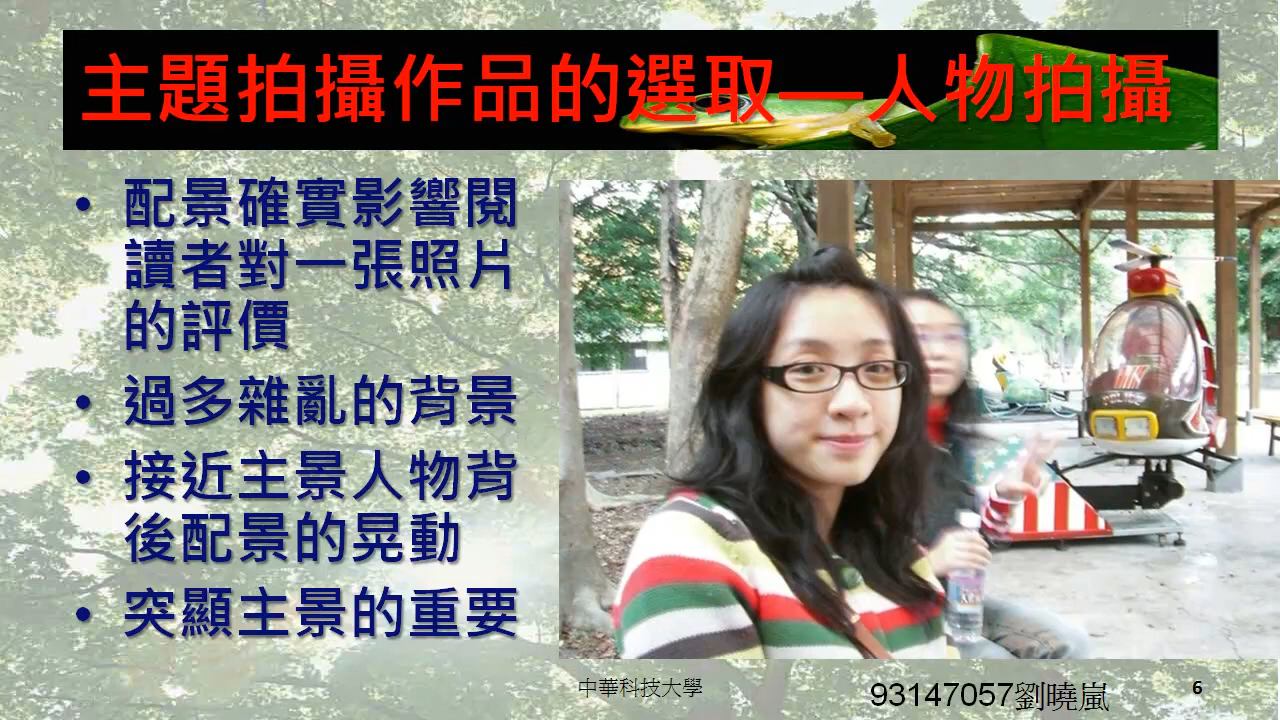 主題拍攝作品的選取—人物拍攝
• 配景確實影響閱
讀者對一張照片
的評價
• 過多雜亂的背景
• 接近主景人物背
後配景的晃動
• 突顯主景的重要
中華科技大學
93147057劉曉嵐
6